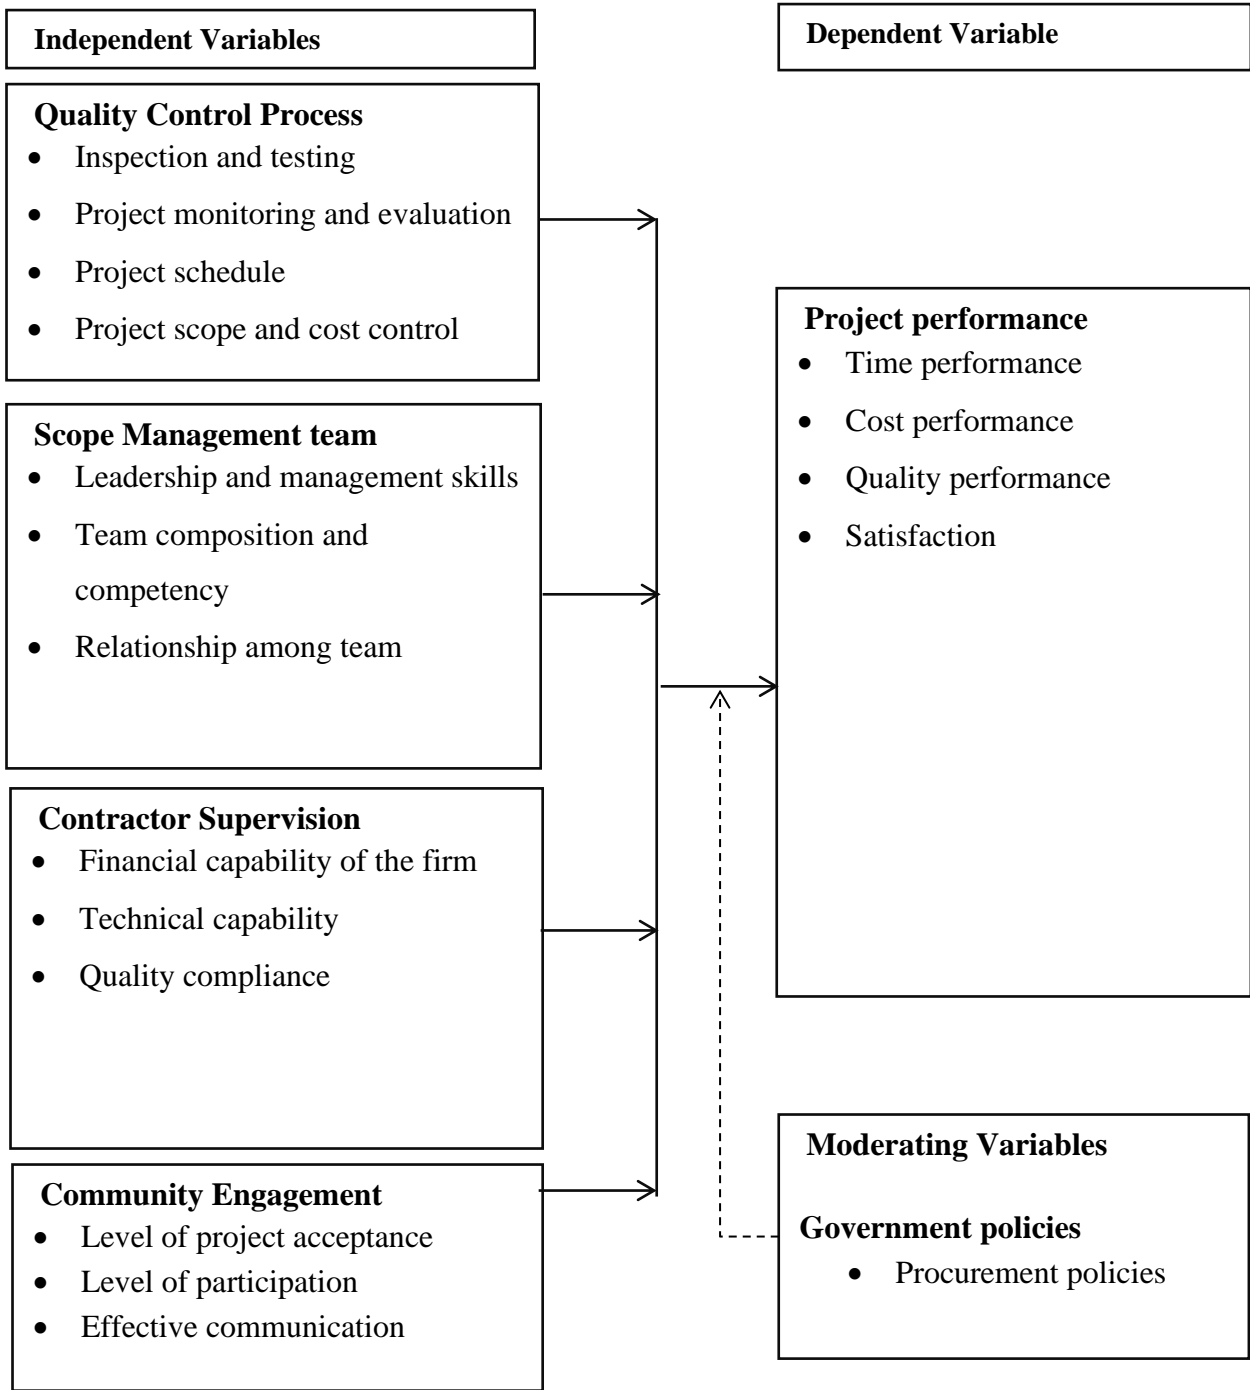 Independent Variables
Quality Control Process
• Inspection and testing
• Project monitoring and evaluation
• Project schedule
• Project scope and cost control
Scope Management team
• Leadership and management skills
• Team composition and
competency
• Relationship among team
Contractor Supervision
• Financial capability of the firm
• Technical capability
• Quality compliance
Community Engagement
• Level of project acceptance
• Level of participation
• Effective communication
Dependent Variable
Project performance
• Time performance
• Cost performance
• Quality performance
• Satisfaction
Moderating Variables
Government policies
• Procurement policies